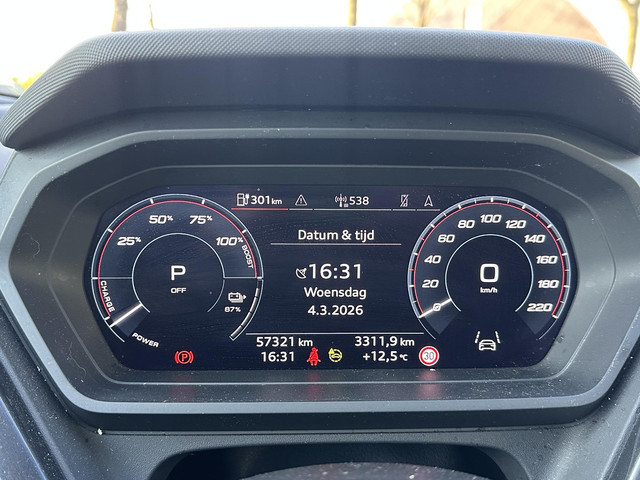 301 km
538
Datum & tijd
16:31
Woensdag
4.3.2026
25% 50% 75% 100%
BOOST
CHARGE
POWER
P
OFF
87%
0 20 40 60 80 100 120 140 160 180 220
0
km/h
57321 km 3311,9 km
16:31 +12,5 °C
(P)
30